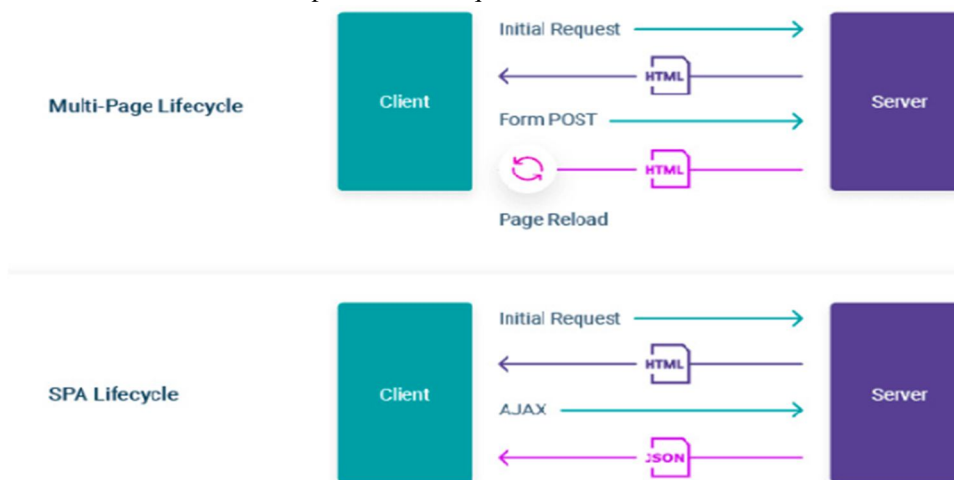 Initial Request
HTML
Multi-Page Lifecycle
Client
Server
Form POST
HTML
Page Reload
Initial Request
HTML
SPA Lifecycle
Client
Server
AJAX
JSON